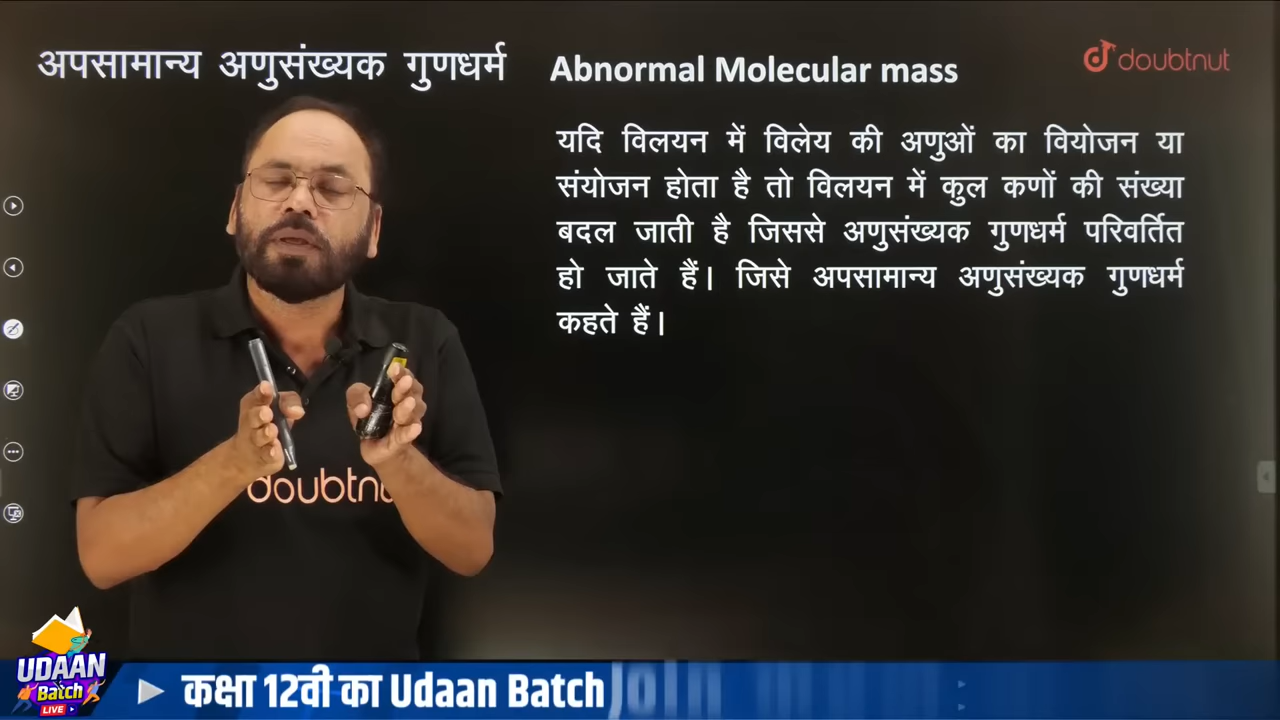 अपसामान्य अणुसंख्यक गुणधर्म Abnormal Molecular mass
doubtnut
यदि विलयन में विलेय की अणुओं का वियोजन या
संयोजन होता है तो विलयन में कुल कणों की संख्या
बदल जाती है जिससे अणुसंख्यक गुणधर्म परिवर्तित
हो जाते हैं। जिसे अपसामान्य अणुसंख्यक गुणधर्म
कहते हैं।
doubtnu
UDAAN
Batch
LIVE
कक्षा 12वी का Udaan Batch